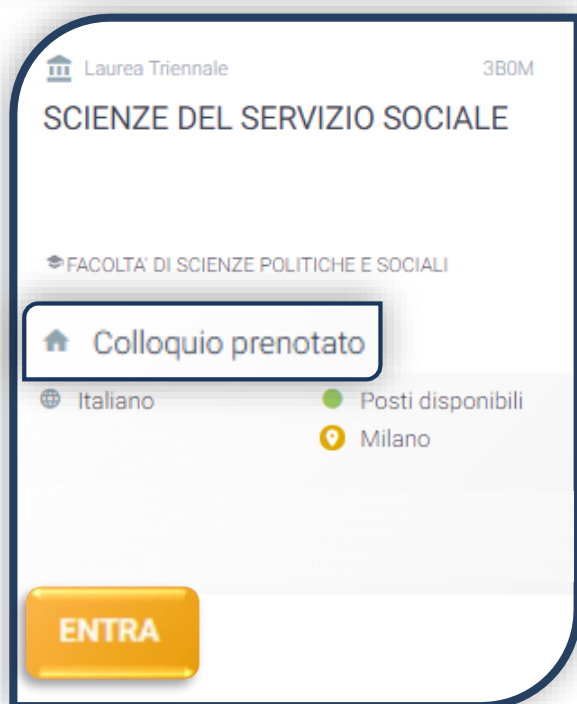 Laurea Triennale 3B0M
SCIENZE DEL SERVIZIO SOCIALE
FACOLTA' DI SCIENZE POLITICHE E SOCIALI
Colloquio prenotato
Italiano Posti disponibili
Milano
ENTRA